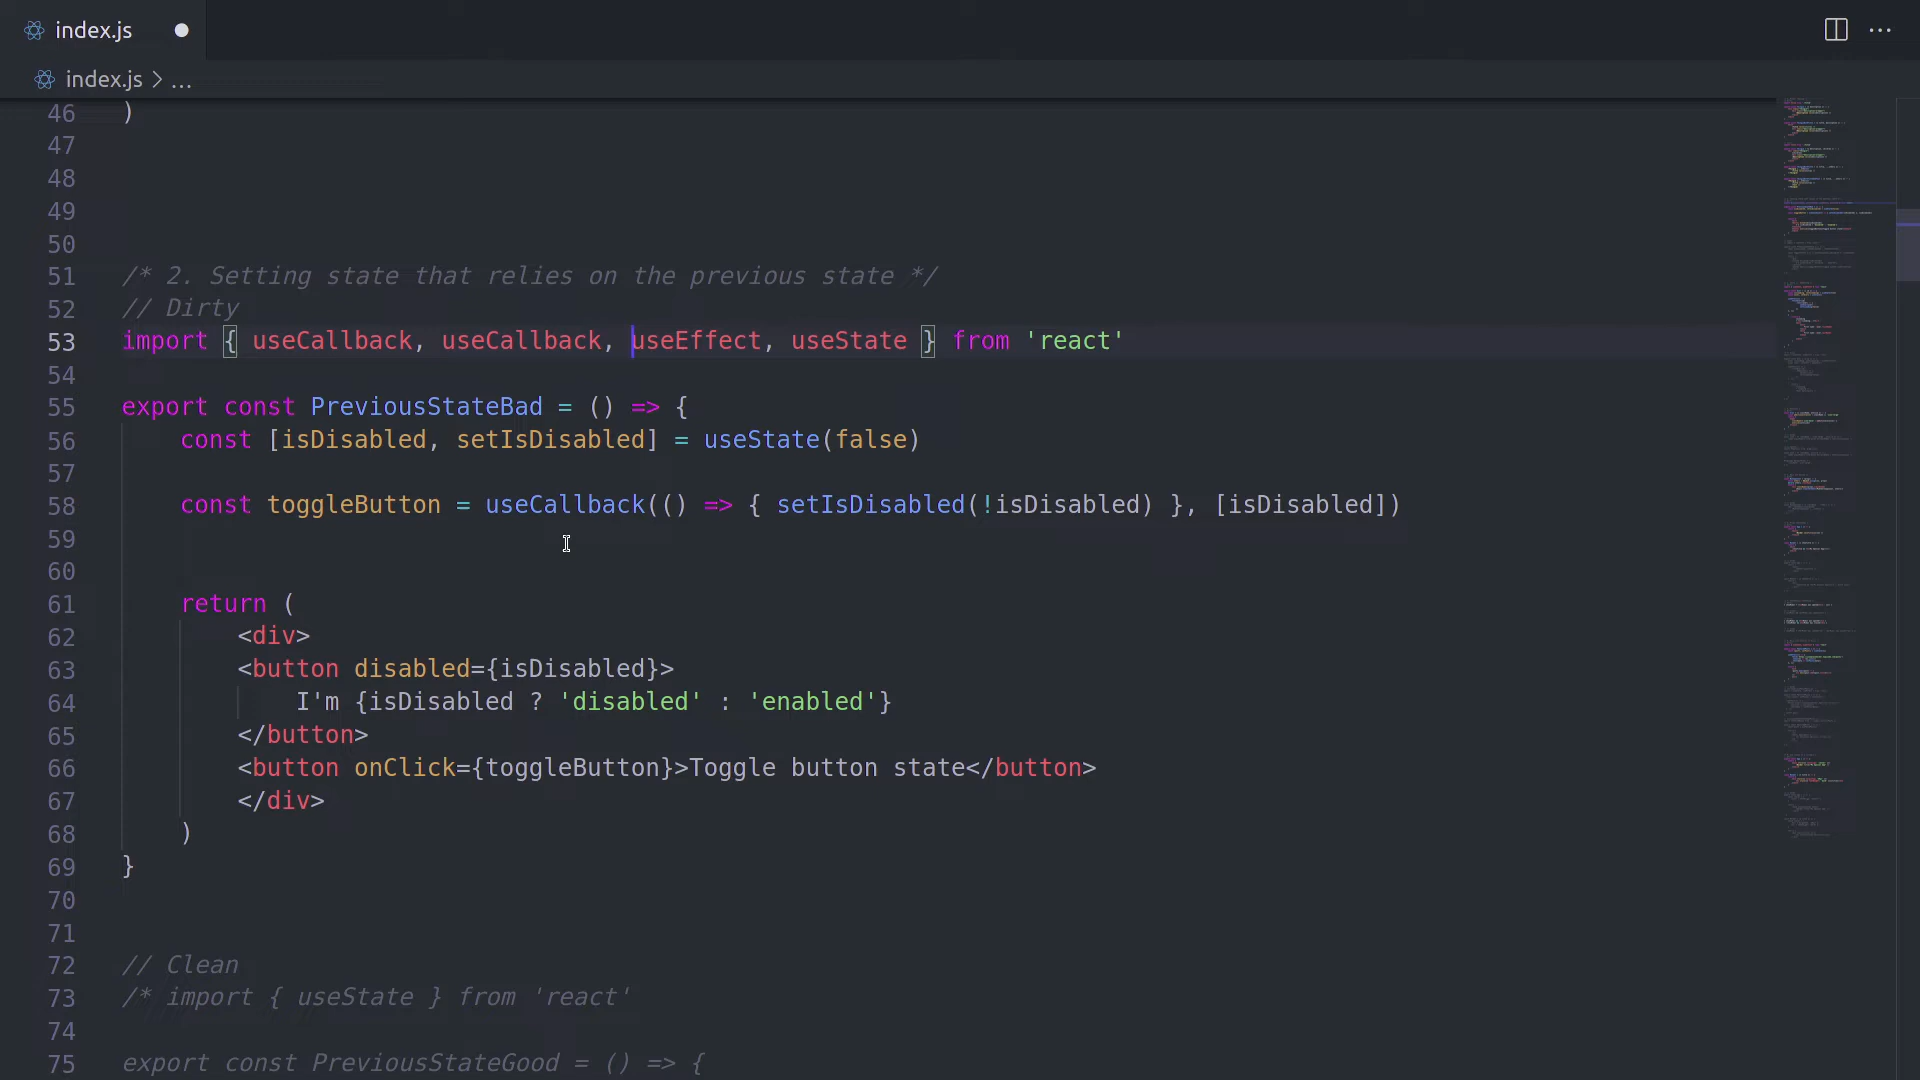 index.js
index.js > ...
46 )
47
48
49
50
51 /* 2. Setting state that relies on the previous state */
52 // Dirty
53 import { useCallback, useCallback, useEffect, useState } from 'react'
54
55 export const PreviousStateBad = () => {
56 const [isDisabled, setIsDisabled] = useState(false)
57
58 const toggleButton = useCallback(() => { setIsDisabled(!isDisabled) }, [isDisabled])
59
60
61 return (
62 <div>
63 <button disabled={isDisabled}>
64 I'm {isDisabled ? 'disabled' : 'enabled'}
65 </button>
66 <button onClick={toggleButton}>Toggle button state</button>
67 </div>
68 )
69 }
70
71
72 // Clean
73 /* import { useState } from 'react'
74
75 export const PreviousStateGood = () => {